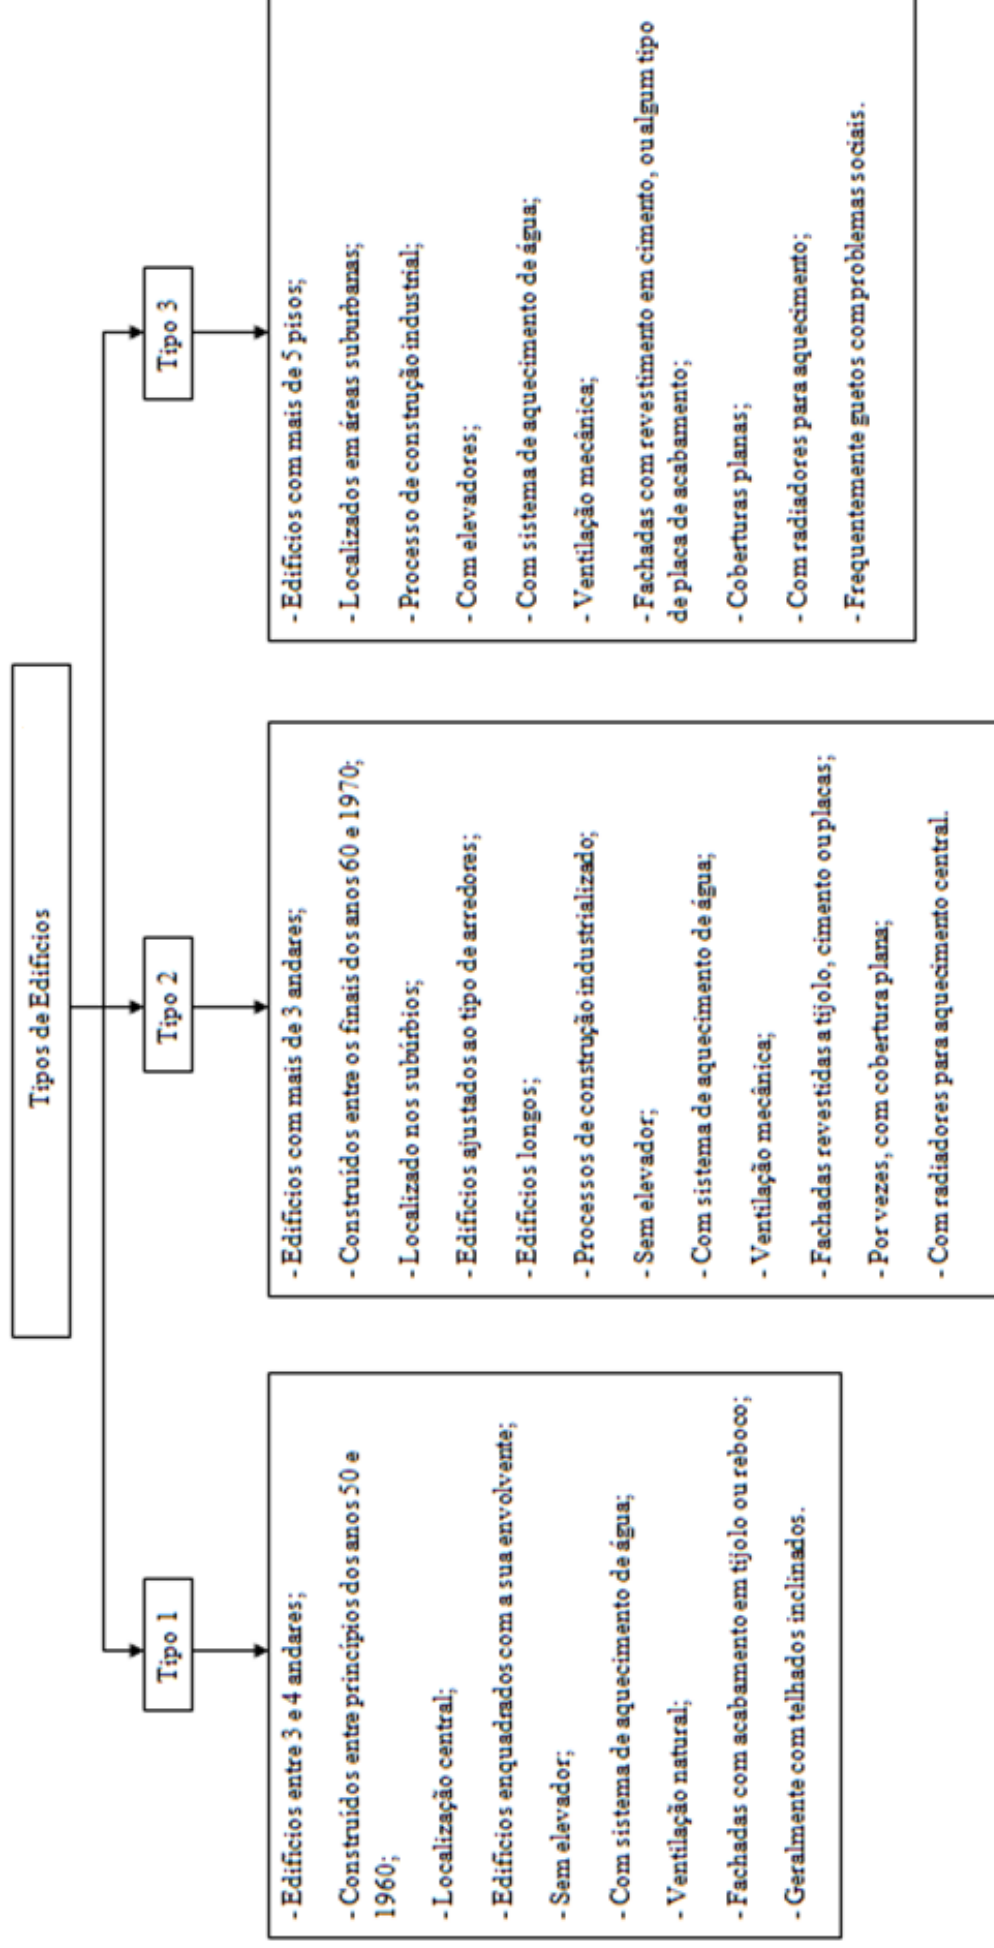 Tipos de Edifícios
Tipo 1
- Edifícios entre 3 e 4 andares;
- Construídos entre princípios dos anos 50 e
1960;
- Localização central;
- Edifícios enquadrados com a sua envolvente;
- Sem elevador;
- Com sistema de aquecimento de água;
- Ventilação natural;
- Fachadas com acabamento em tijolo ou reboco;
- Geralmente com telhados inclinados.
Tipo 2
- Edifícios com mais de 3 andares;
- Construídos entre os finais dos anos 60 e 1970;
- Localizado nos subúrbios;
- Edifícios ajustados ao tipo de arredores;
- Edifícios longos;
- Processos de construção industrializado;
- Sem elevador;
- Com sistema de aquecimento de água;
- Ventilação mecânica;
- Fachadas revestidas a tijolo, cimento ou placas;
- Por vezes, com cobertura plana;
- Com radiadores para aquecimento central.
Tipo 3
- Edifícios com mais de 5 pisos;
- Localizados em áreas suburbanas;
- Processo de construção industrial;
- Com elevadores;
- Com sistema de aquecimento de água;
- Ventilação mecânica;
- Fachadas com revestimento em cimento, ou algum tipo
de placa de acabamento;
- Coberturas planas;
- Com radiadores para aquecimento;
- Frequentemente guetos com problemas sociais.